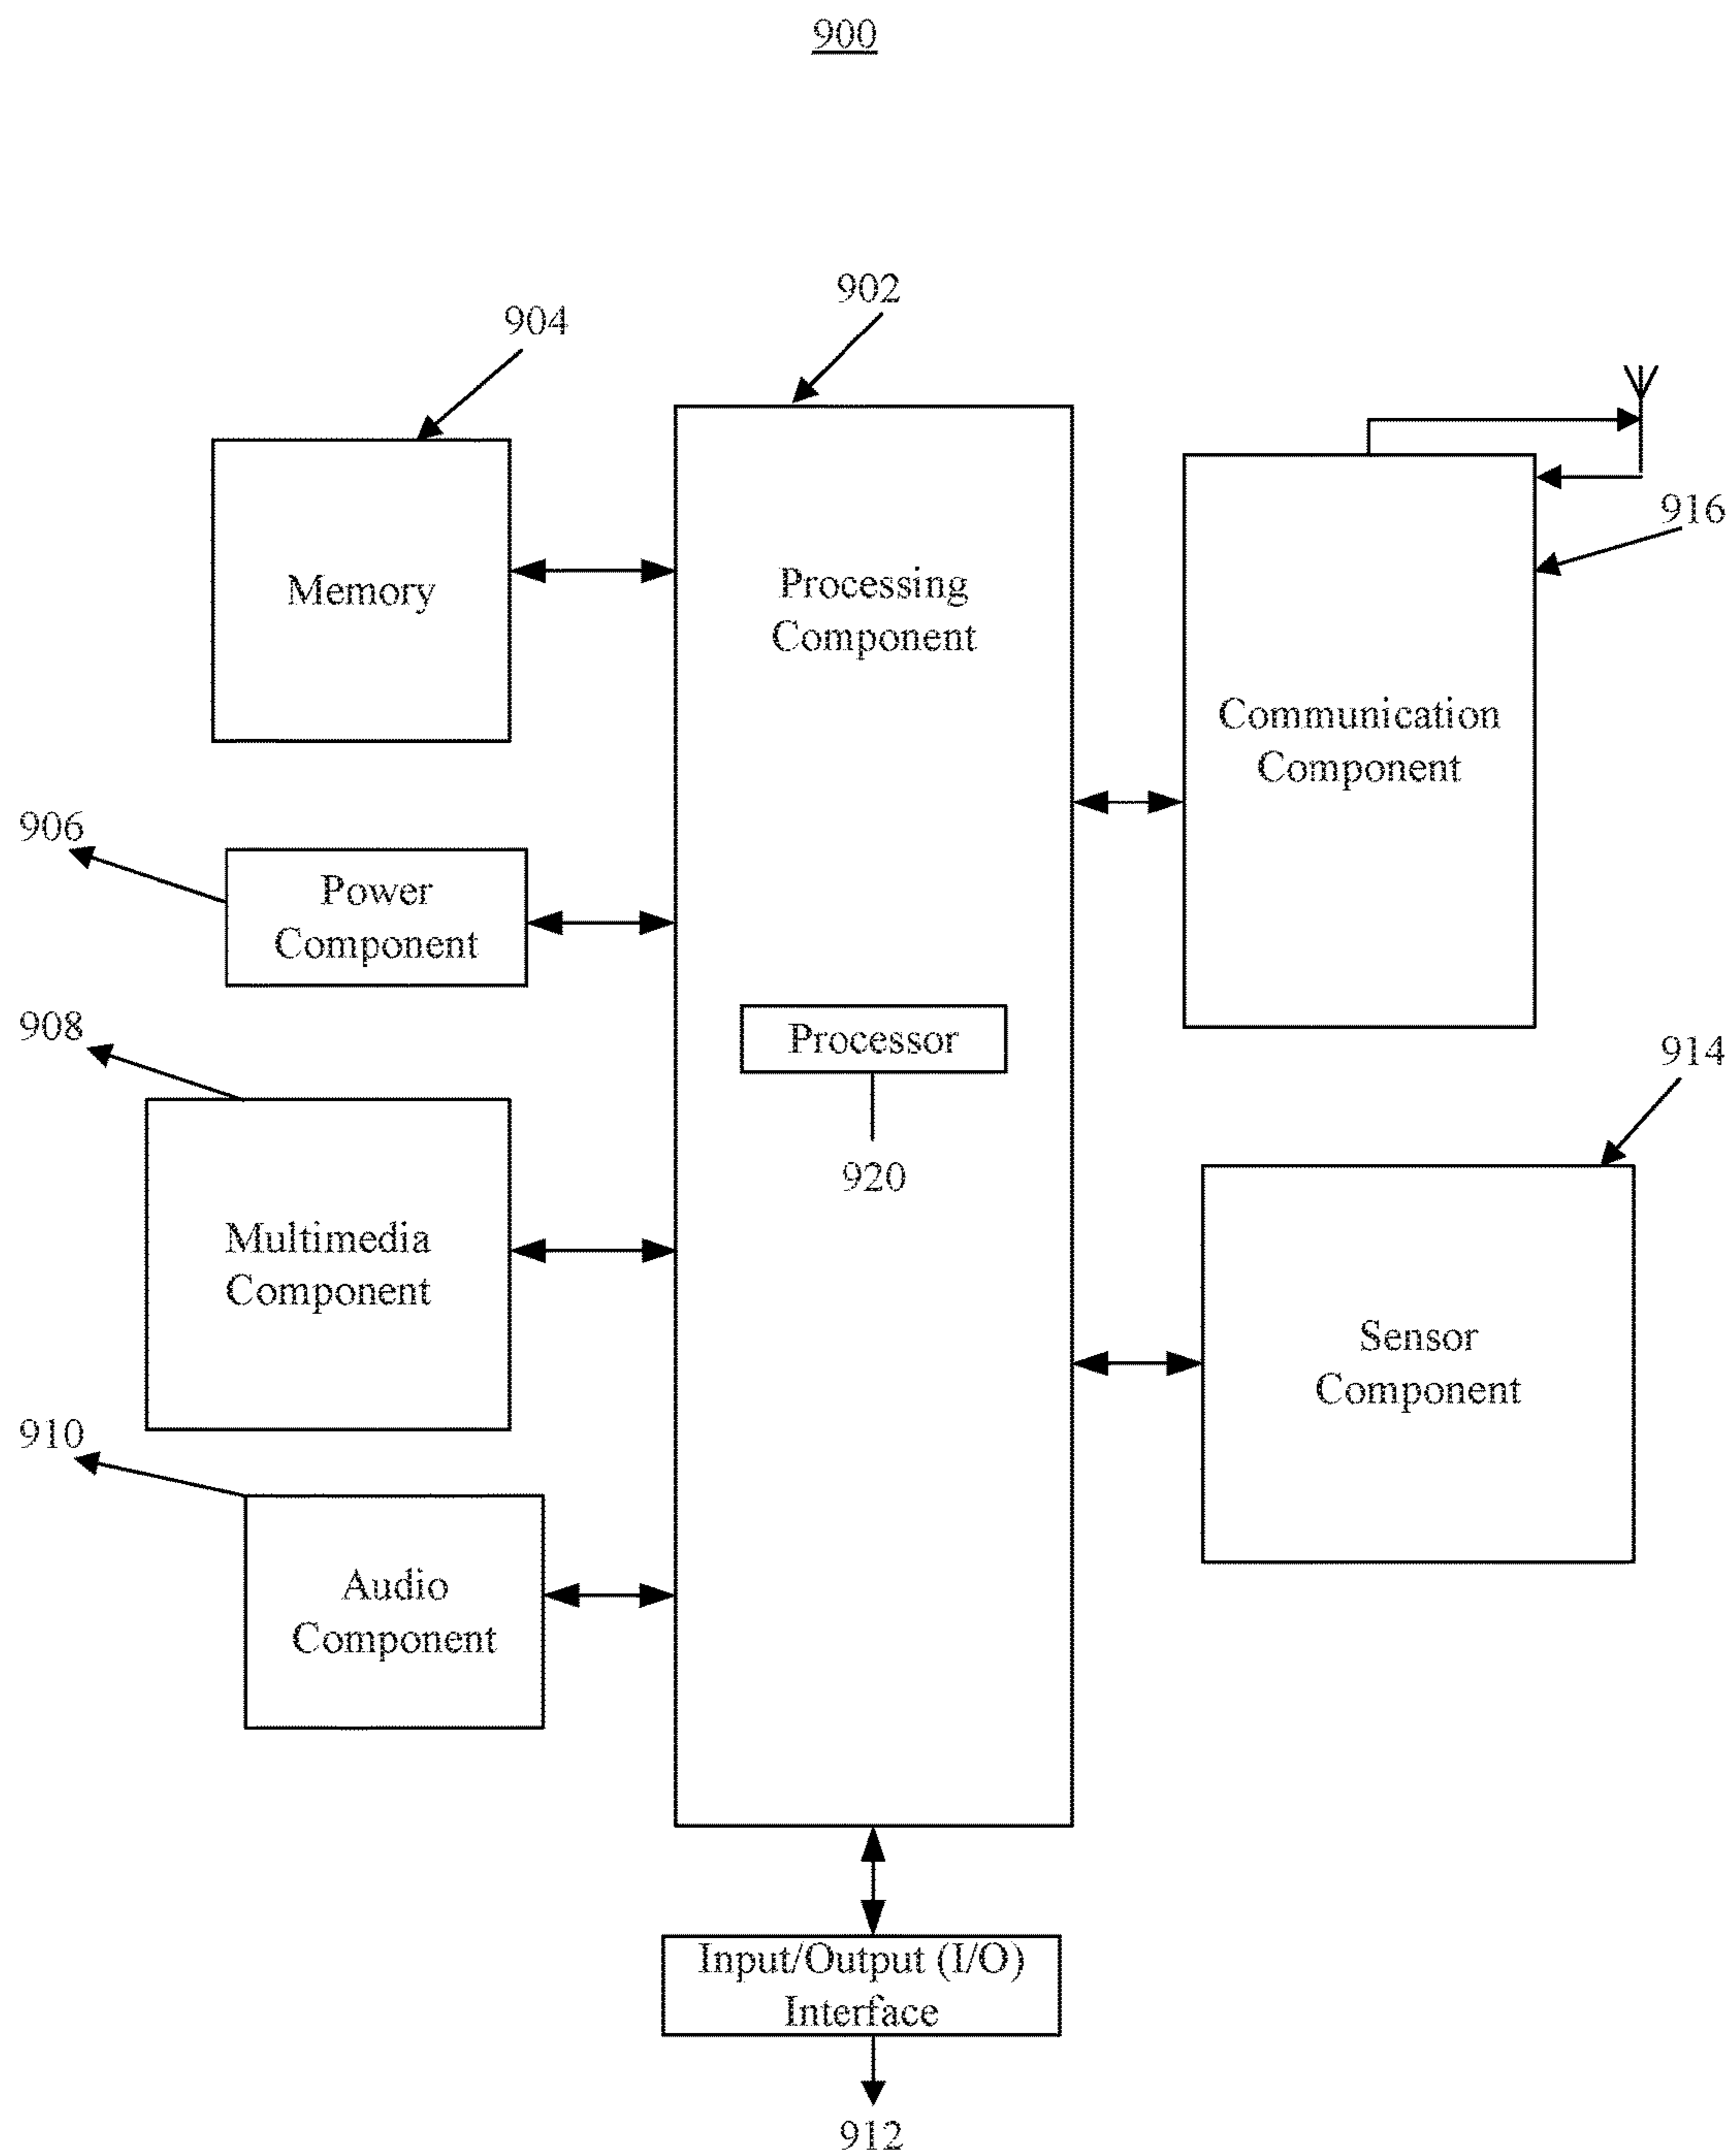 900
902
904
916
Memory
Processing
Component
Communication
Component
906
Power
Component
908
Processor
920
914
Multimedia
Component
Sensor
Component
910
Audio
Component
Input/Output (I/O)
Interface
912